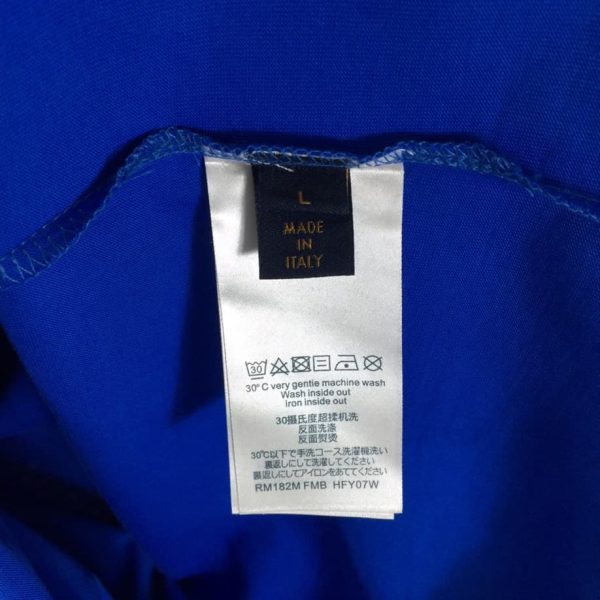 L
MADE
IN
ITALY
30
30°C very gentle machine wash
Wash inside out
iron inside out
30摄氏度超揉机洗
反面洗涤
反面熨烫
30℃以下で手洗コース洗濯機洗い
裏返しにして洗濯してください
裏返しにしてアイロンをあててください
RM182M FMB HFY07W